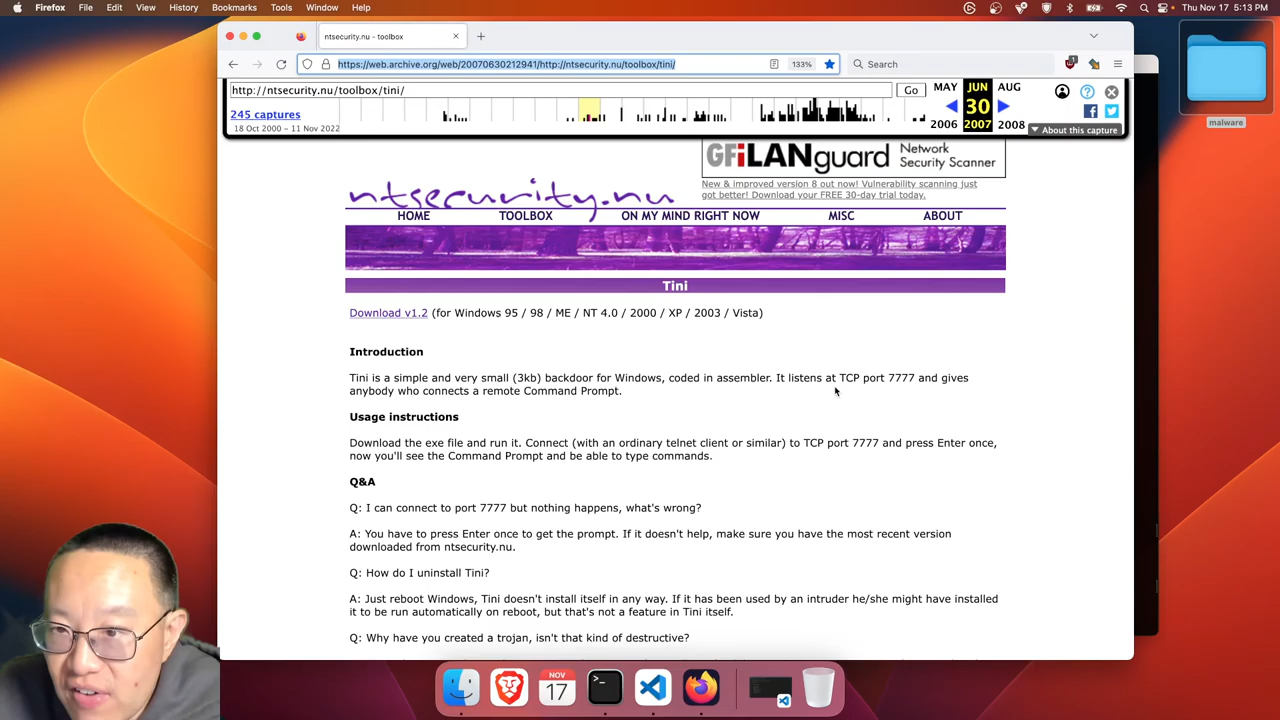 Firefox File Edit View History Bookmarks Tools Window Help Thu Nov 17 5:13 PM
ntsecurity.nu - toolbox
https://web.archive.org/web/20070630212941/http://ntsecurity.nu/toolbox/tini/ 133% Search
http://ntsecurity.nu/toolbox/tini/ Go MAY JUN AUG
245 captures 30
18 Oct 2000 – 11 Nov 2022 2006 2007 2008 About this capture
GFiLANguard Network Security Scanner
New & improved version 8 out now! Vulnerability scanning just
got better! Download your FREE 30-day trial today.
ntsecurity.nu
HOME TOOLBOX ON MY MIND RIGHT NOW MISC ABOUT
Tini
Download v1.2 (for Windows 95 / 98 / ME / NT 4.0 / 2000 / XP / 2003 / Vista)
Introduction
Tini is a simple and very small (3kb) backdoor for Windows, coded in assembler. It listens at TCP port 7777 and gives
anybody who connects a remote Command Prompt.
Usage instructions
Download the exe file and run it. Connect (with an ordinary telnet client or similar) to TCP port 7777 and press Enter once,
now you'll see the Command Prompt and be able to type commands.
Q&A
Q: I can connect to port 7777 but nothing happens, what's wrong?
A: You have to press Enter once to get the prompt. If it doesn't help, make sure you have the most recent version
downloaded from ntsecurity.nu.
Q: How do I uninstall Tini?
A: Just reboot Windows, Tini doesn't install itself in any way. If it has been used by an intruder he/she might have installed
it to be run automatically on reboot, but that's not a feature in Tini itself.
Q: Why have you created a trojan, isn't that kind of destructive?
malware
NOV
17